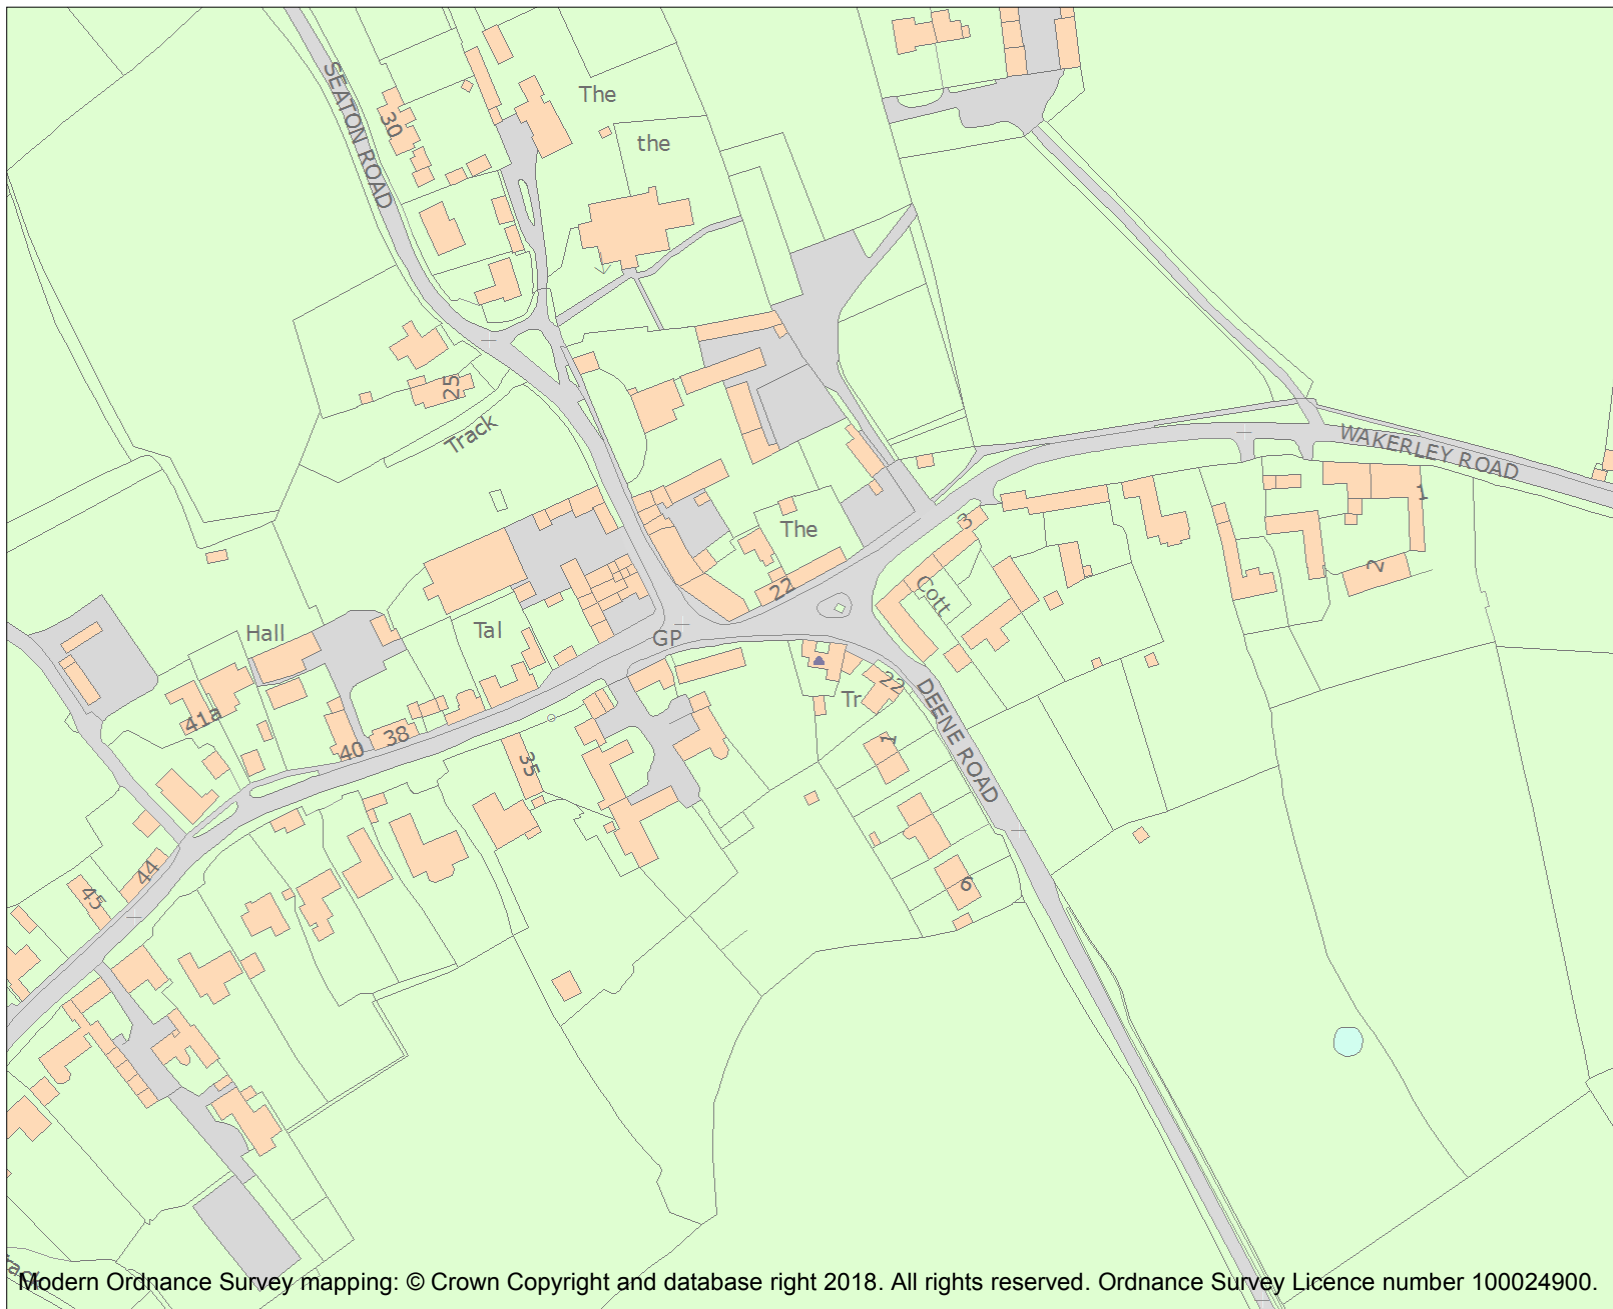 SEATON ROAD
30
The
the
25
Track
WAKERLEY ROAD
1
2
The
3
22
Cott
GP
Tal
Hall
41a
40
38
35
Tr
22
DEENE ROAD
1
6
44
45
Modern Ordnance Survey mapping: © Crown Copyright and database right 2018. All rights reserved. Ordnance Survey Licence number 100024900.